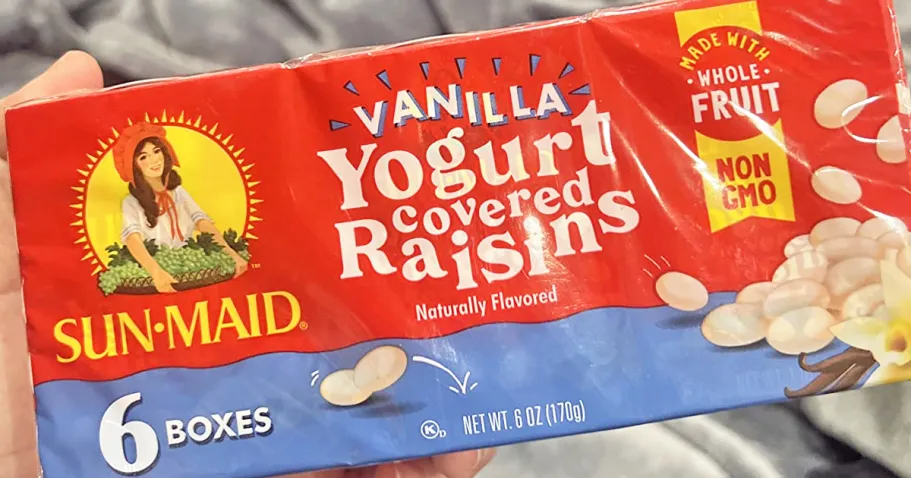 MADE WITH
• WHOLE •
FRUIT
NON
GMO
VANILLA
Yogurt
covered
Raisins
Naturally Flavored
SUN•MAID®
™
6 BOXES
K D NET WT. 6 OZ (170g)